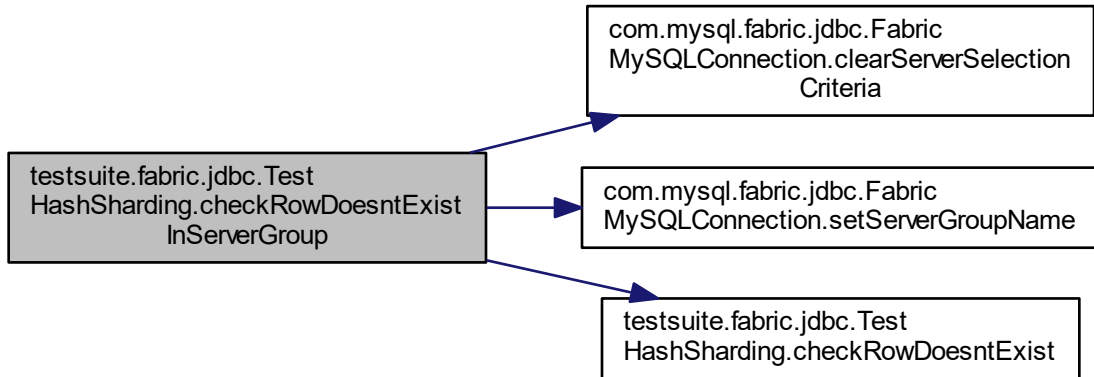 com.mysql.fabric.jdbc.Fabric
MySQLConnection.clearServerSelection
Criteria
testsuite.fabric.jdbc.Test
HashSharding.checkRowDoesntExist
InServerGroup
com.mysql.fabric.jdbc.Fabric
MySQLConnection.setServerGroupName
testsuite.fabric.jdbc.Test
HashSharding.checkRowDoesntExist